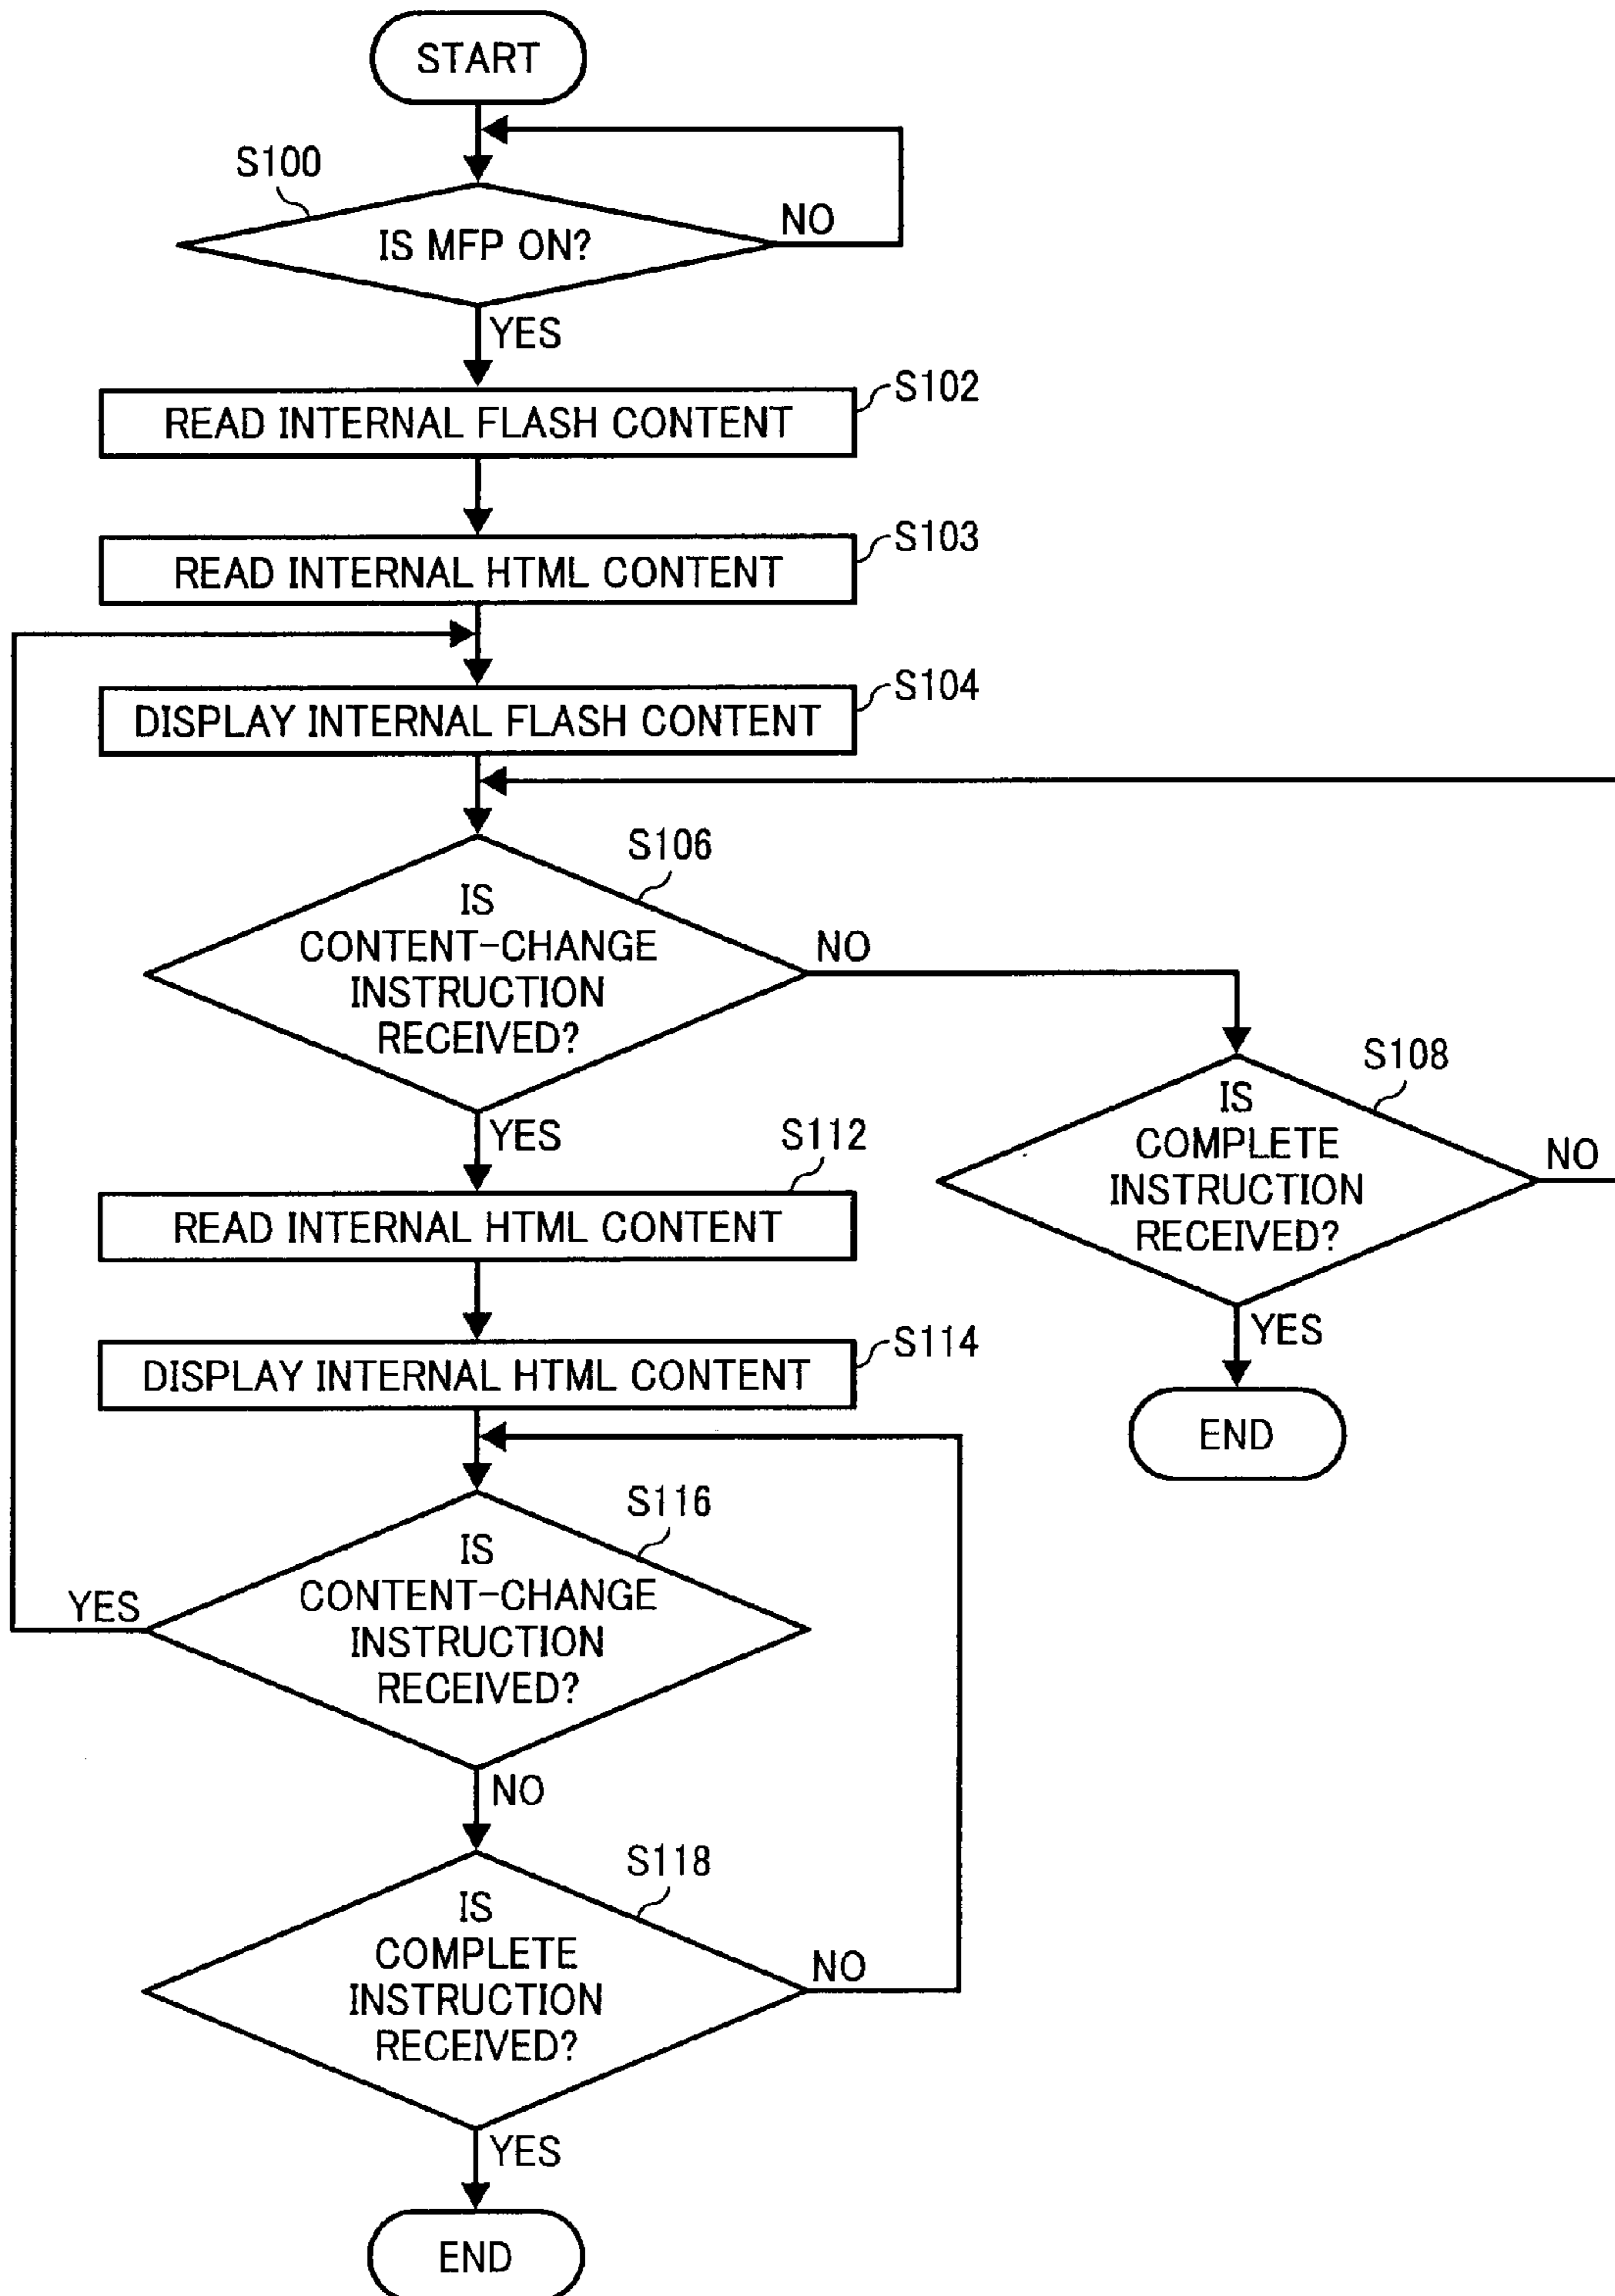 START
S100
IS MFP ON?
NO
YES
S102
READ INTERNAL FLASH CONTENT
S103
READ INTERNAL HTML CONTENT
S104
DISPLAY INTERNAL FLASH CONTENT
S106
IS
CONTENT-CHANGE
INSTRUCTION
RECEIVED?
NO
YES
S108
IS
COMPLETE
INSTRUCTION
RECEIVED?
NO
YES
END
S112
READ INTERNAL HTML CONTENT
S114
DISPLAY INTERNAL HTML CONTENT
S116
IS
CONTENT-CHANGE
INSTRUCTION
RECEIVED?
YES
NO
S118
IS
COMPLETE
INSTRUCTION
RECEIVED?
NO
YES
END